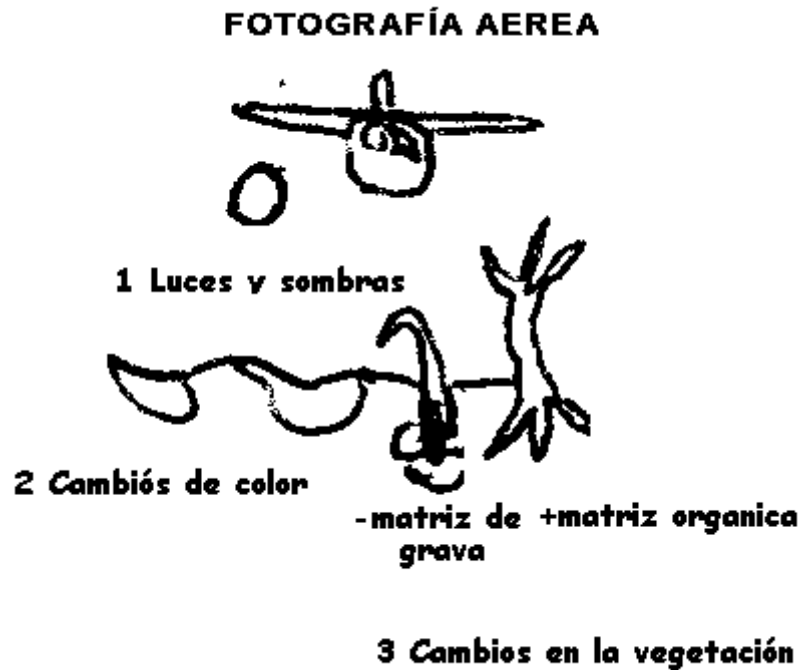 FOTOGRAFÍA AEREA
1 Luces y sombras
2 Cambiós de color
-matriz de +matriz organica
grava
3 Cambios en la vegetación